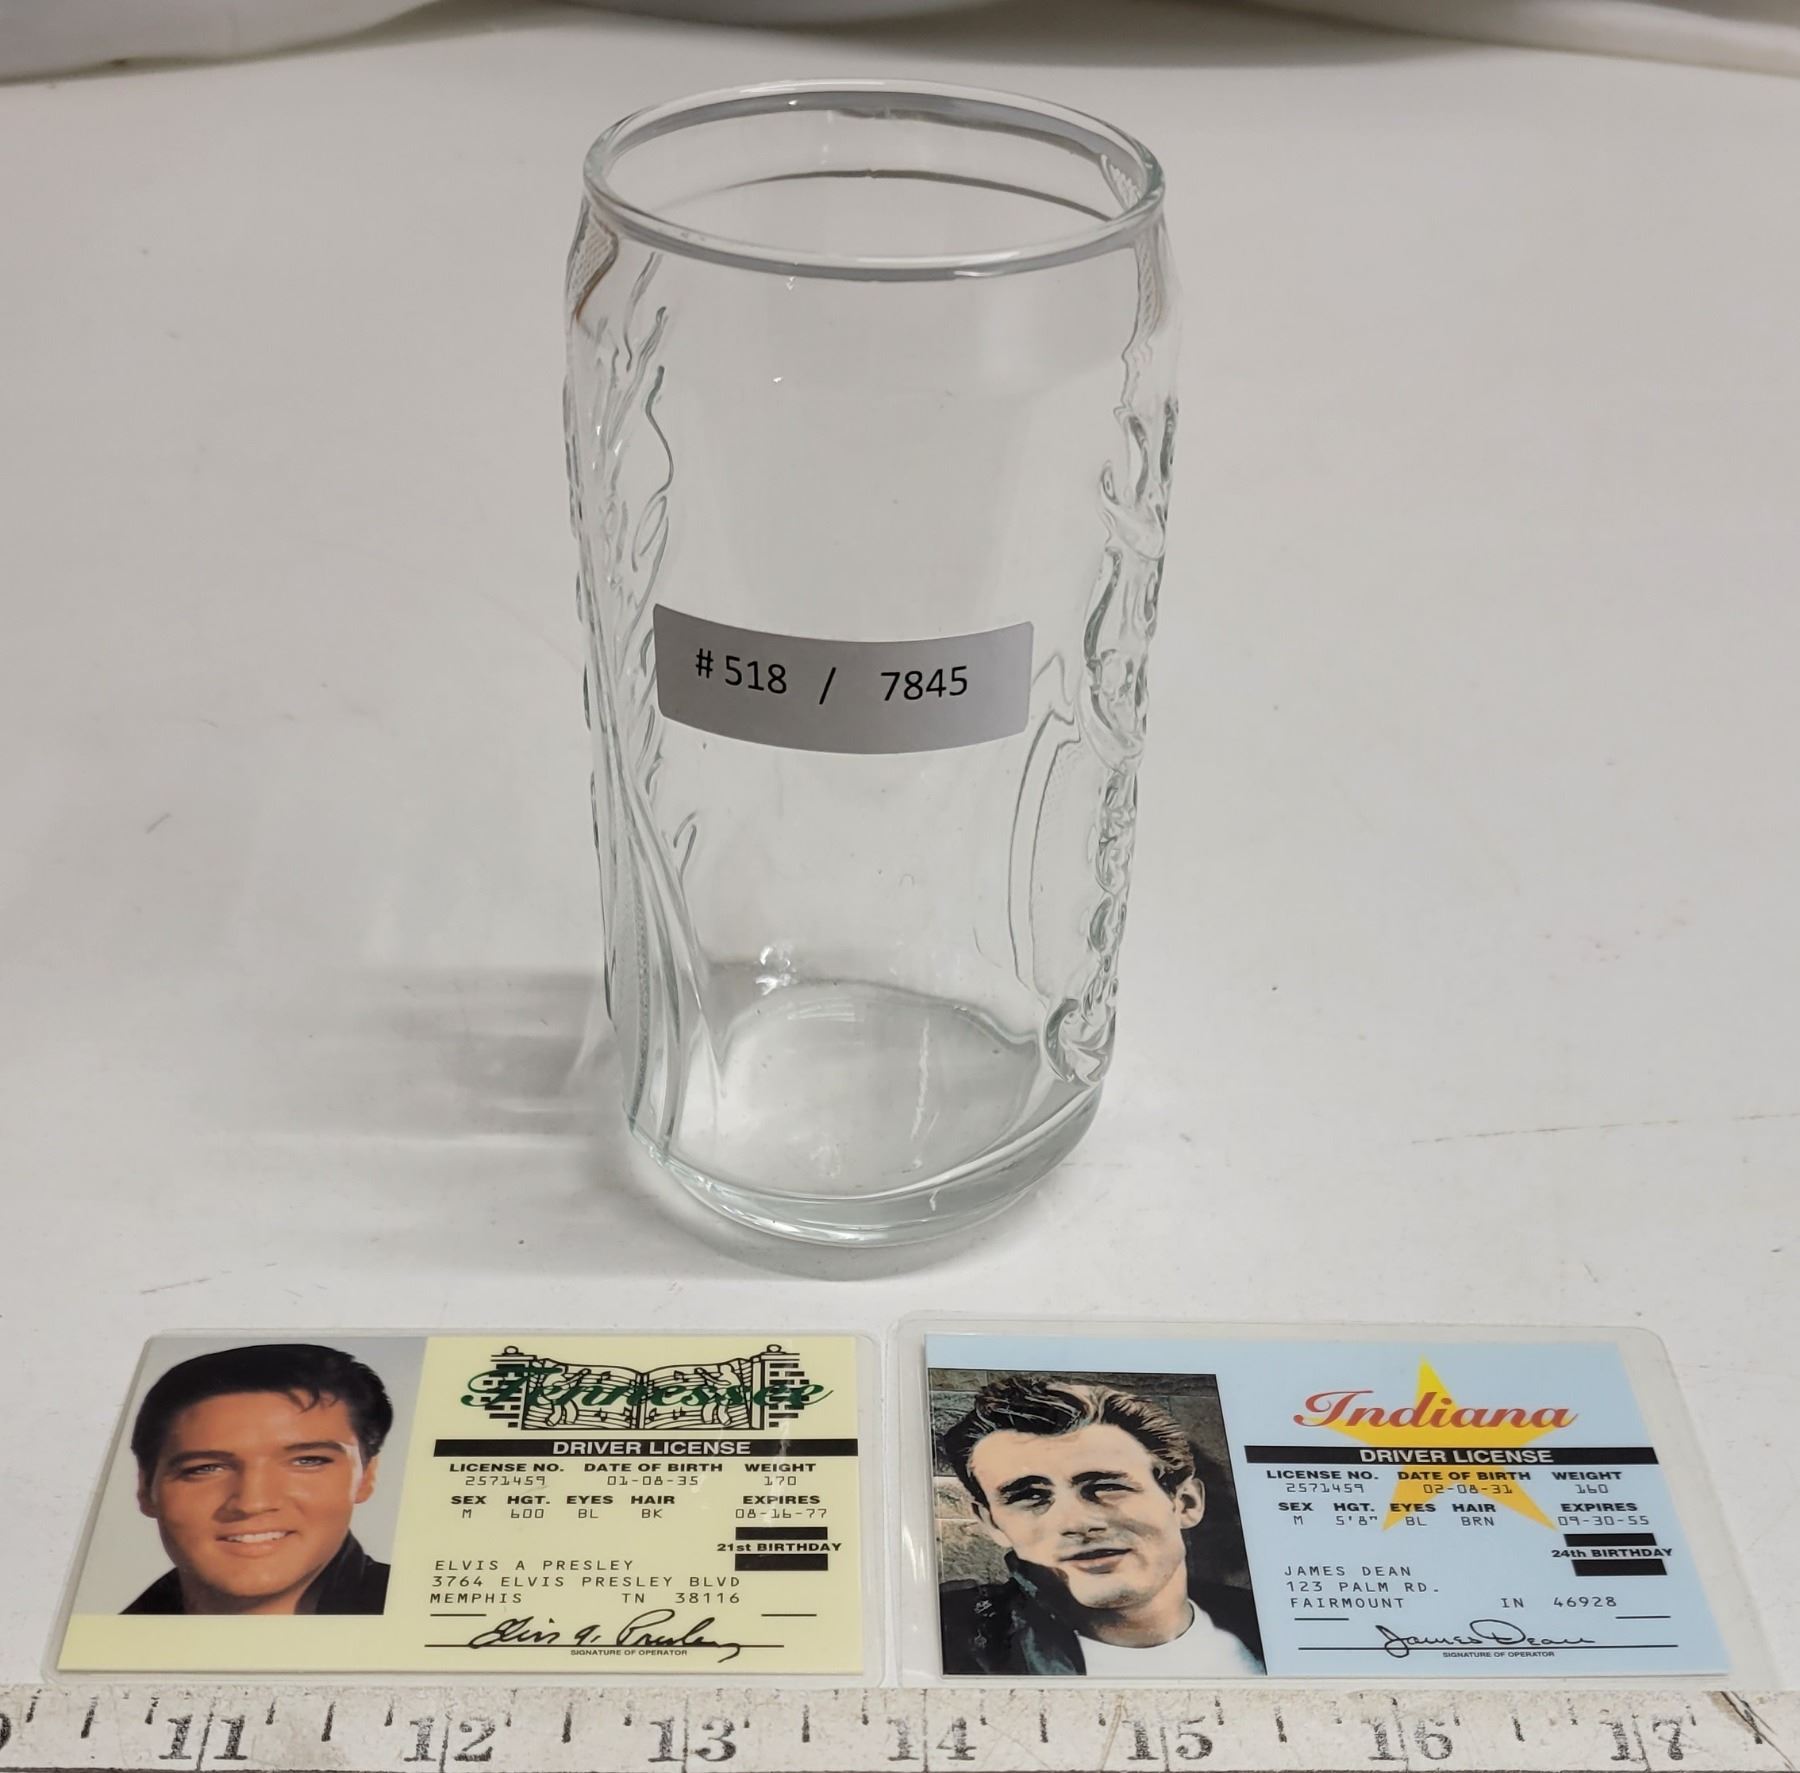 #518 / 7845
Tennessee
DRIVER LICENSE
LICENSE NO. DATE OF BIRTH WEIGHT
2571459 01-08-35 170
SEX HGT. EYES HAIR EXPIRES
M 600 BL BK 08-16-77
21st BIRTHDAY
ELVIS A PRESLEY
3764 ELVIS PRESLEY BLVD
MEMPHIS TN 38116
Elvis A. Presley
SIGNATURE OF OPERATOR
Indiana
DRIVER LICENSE
LICENSE NO. DATE OF BIRTH WEIGHT
2571459 02-08-31 160
SEX HGT. EYES HAIR EXPIRES
M 5'8" BL BRN 09-30-55
24th BIRTHDAY
JAMES DEAN
123 PALM RD.
FAIRMOUNT IN 46928
James Dean
SIGNATURE OF OPERATOR
11 12 13 14 15 16 17